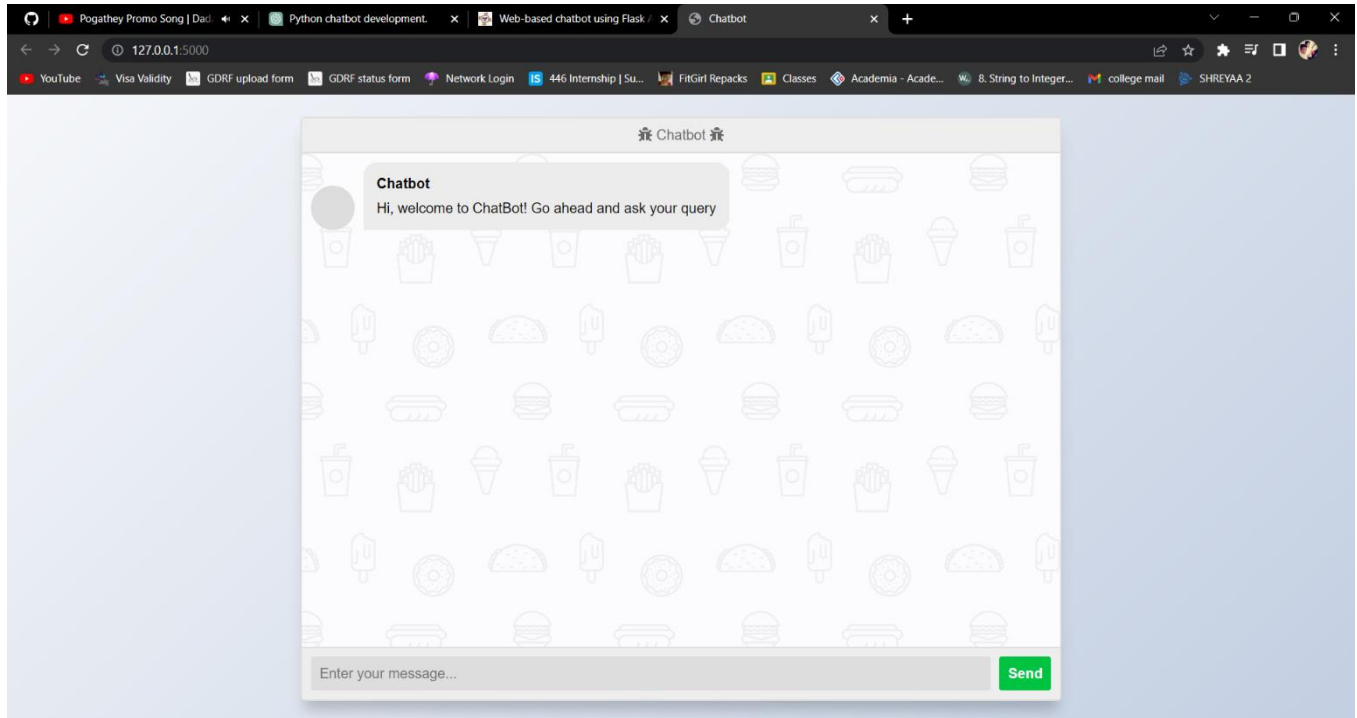 Pogathey Promo Song | Dad
Python chatbot development.
Web-based chatbot using Flask /
Chatbot
127.0.0.1:5000
YouTube
Visa Validity
GDRF upload form
GDRF status form
Network Login
IS 446 Internship | Su...
FitGirl Repacks
Classes
Academia - Acade...
8. String to Integer...
college mail
SHREYAA 2
Chatbot
Chatbot
Hi, welcome to ChatBot! Go ahead and ask your query
Enter your message...
Send